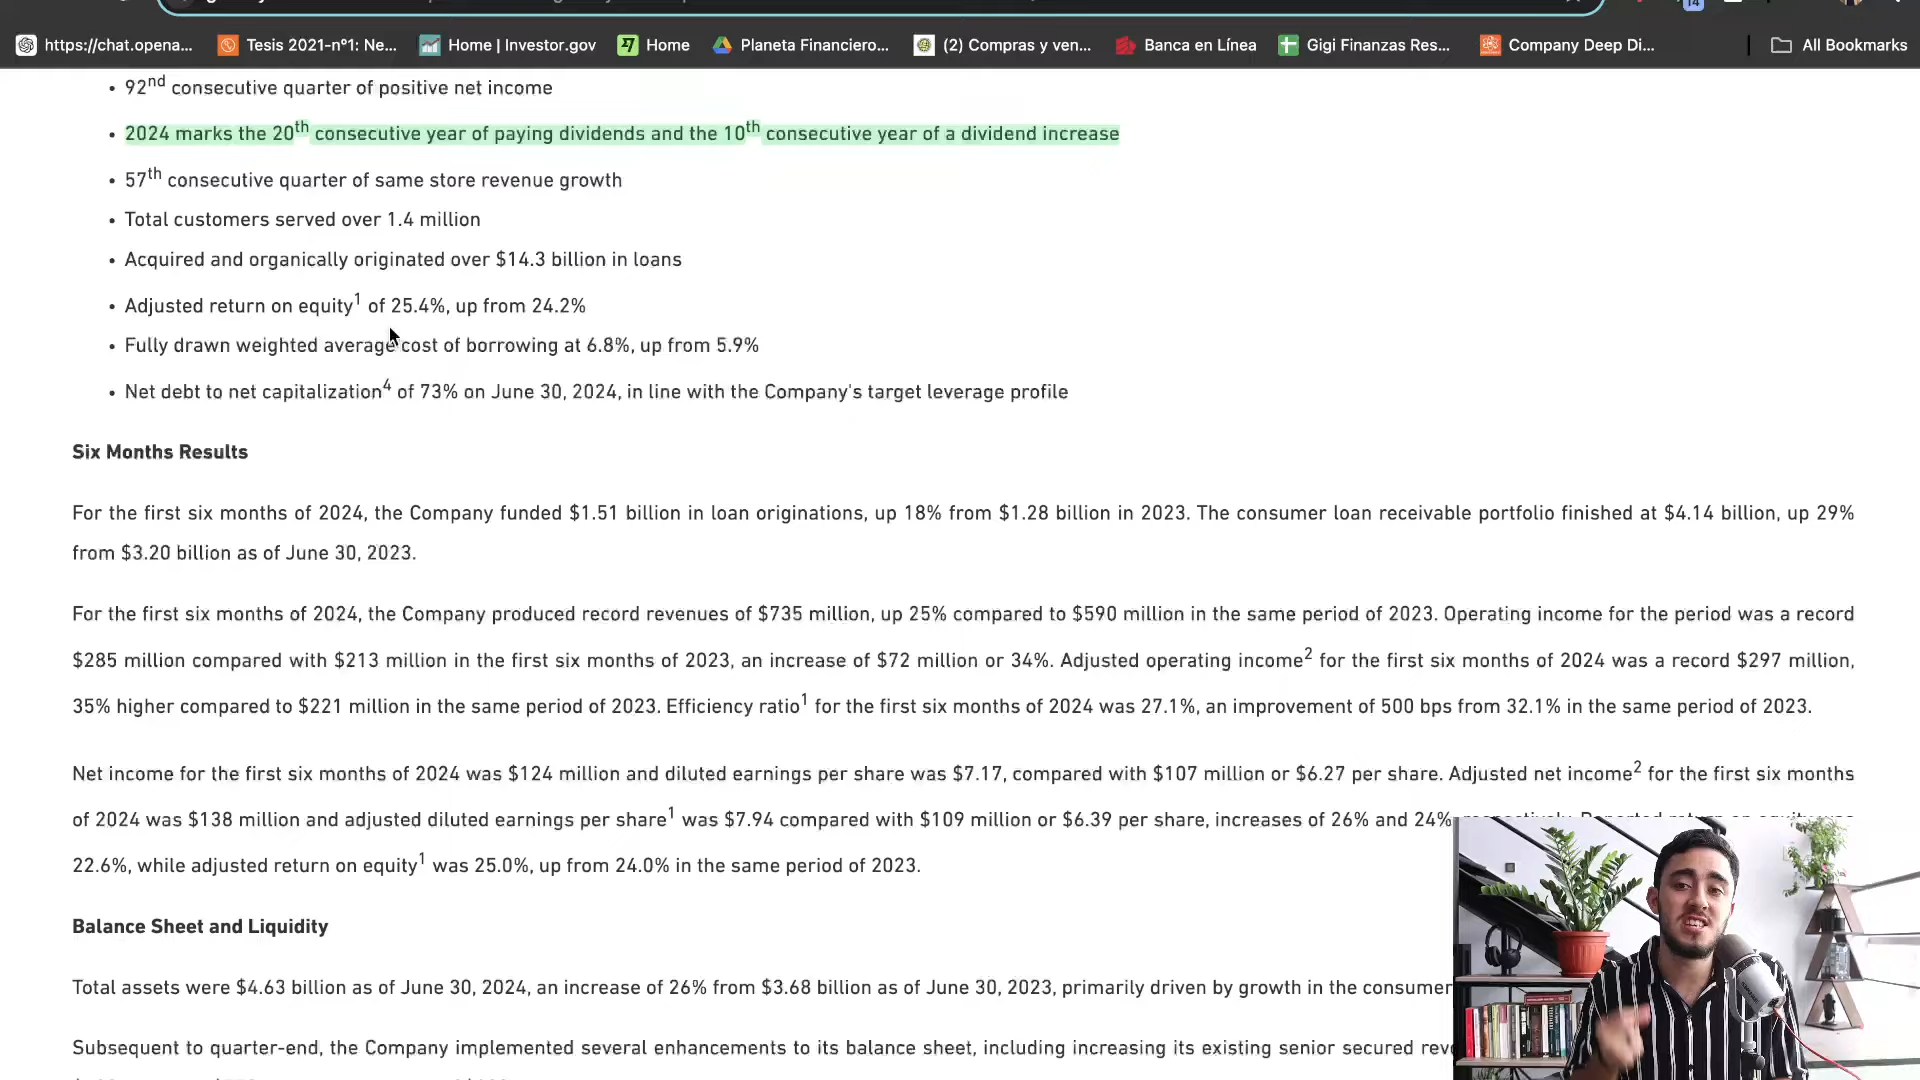 14
https://chat.opena... Tesis 2021-nº1: Ne... Home | Investor.gov Home Planeta Financiero... (2) Compras y ven... Banca en Línea Gigi Finanzas Res... Company Deep Di... All Bookmarks
• 92nd consecutive quarter of positive net income
• 2024 marks the 20th consecutive year of paying dividends and the 10th consecutive year of a dividend increase
• 57th consecutive quarter of same store revenue growth
• Total customers served over 1.4 million
• Acquired and organically originated over $14.3 billion in loans
• Adjusted return on equity1 of 25.4%, up from 24.2%
• Fully drawn weighted average cost of borrowing at 6.8%, up from 5.9%
• Net debt to net capitalization4 of 73% on June 30, 2024, in line with the Company's target leverage profile
Six Months Results
For the first six months of 2024, the Company funded $1.51 billion in loan originations, up 18% from $1.28 billion in 2023. The consumer loan receivable portfolio finished at $4.14 billion, up 29%
from $3.20 billion as of June 30, 2023.
For the first six months of 2024, the Company produced record revenues of $735 million, up 25% compared to $590 million in the same period of 2023. Operating income for the period was a record
$285 million compared with $213 million in the first six months of 2023, an increase of $72 million or 34%. Adjusted operating income2 for the first six months of 2024 was a record $297 million,
35% higher compared to $221 million in the same period of 2023. Efficiency ratio1 for the first six months of 2024 was 27.1%, an improvement of 500 bps from 32.1% in the same period of 2023.
Net income for the first six months of 2024 was $124 million and diluted earnings per share was $7.17, compared with $107 million or $6.27 per share. Adjusted net income2 for the first six months
of 2024 was $138 million and adjusted diluted earnings per share1 was $7.94 compared with $109 million or $6.39 per share, increases of 26% and 24%,
22.6%, while adjusted return on equity1 was 25.0%, up from 24.0% in the same period of 2023.
Balance Sheet and Liquidity
Total assets were $4.63 billion as of June 30, 2024, an increase of 26% from $3.68 billion as of June 30, 2023, primarily driven by growth in the consumer
Subsequent to quarter-end, the Company implemented several enhancements to its balance sheet, including increasing its existing senior secured